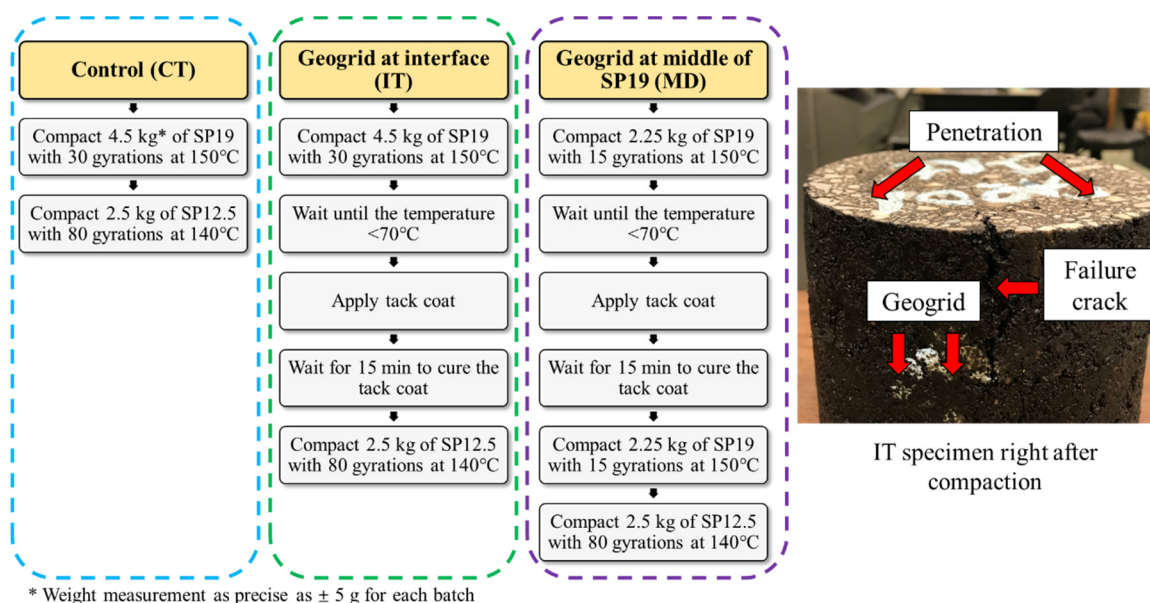 Control (CT)
Compact 4.5 kg* of SP19
with 30 gyrations at 150°C
Compact 2.5 kg of SP12.5
with 80 gyrations at 140°C
Geogrid at interface
(IT)
Compact 4.5 kg of SP19
with 30 gyrations at 150°C
Wait until the temperature
<70°C
Apply tack coat
Wait for 15 min to cure the
tack coat
Compact 2.5 kg of SP12.5
with 80 gyrations at 140°C
Geogrid at middle of
SP19 (MD)
Compact 2.25 kg of SP19
with 15 gyrations at 150°C
Wait until the temperature
<70°C
Apply tack coat
Wait for 15 min to cure the
tack coat
Compact 2.25 kg of SP19
with 15 gyrations at 150°C
Compact 2.5 kg of SP12.5
with 80 gyrations at 140°C
Penetration
Failure
crack
Geogrid
IT specimen right after
compaction
* Weight measurement as precise as ± 5 g for each batch